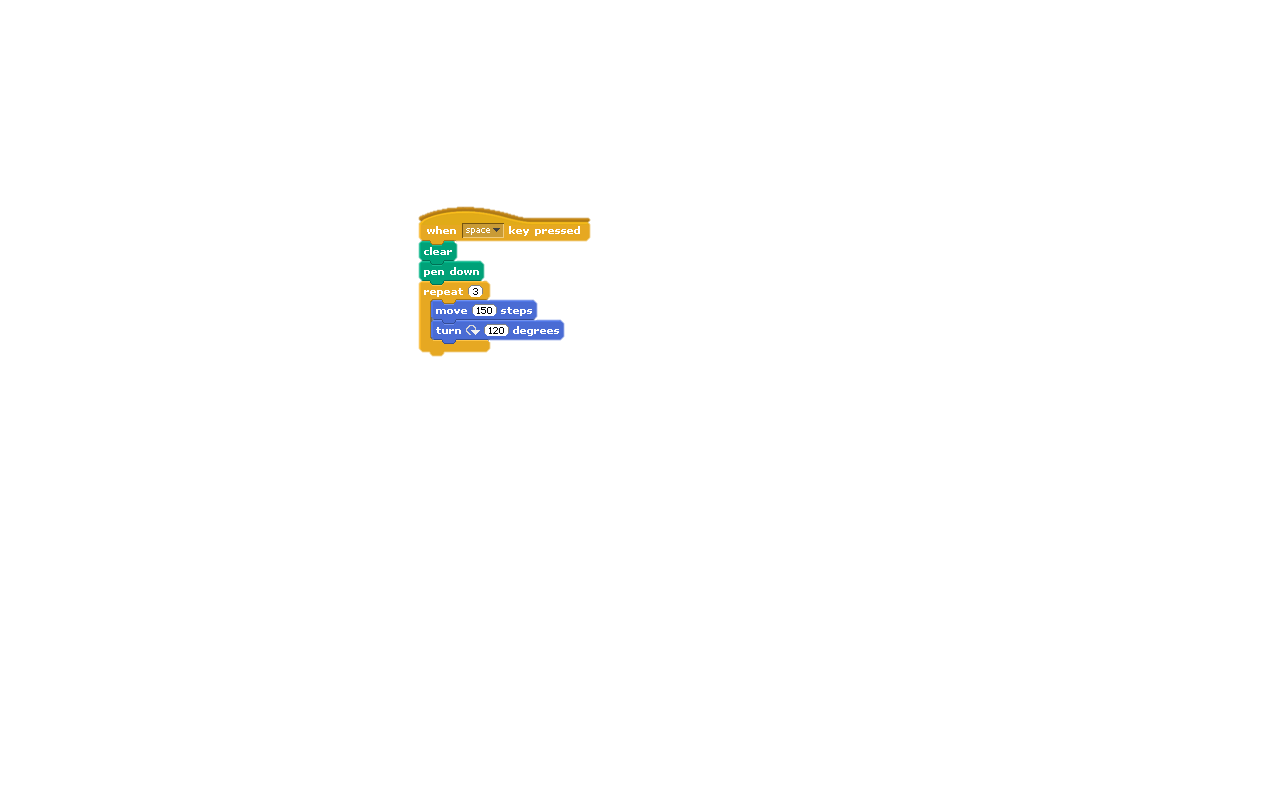 when space key pressed
clear
pen down
repeat 3
move 150 steps
turn 120 degrees